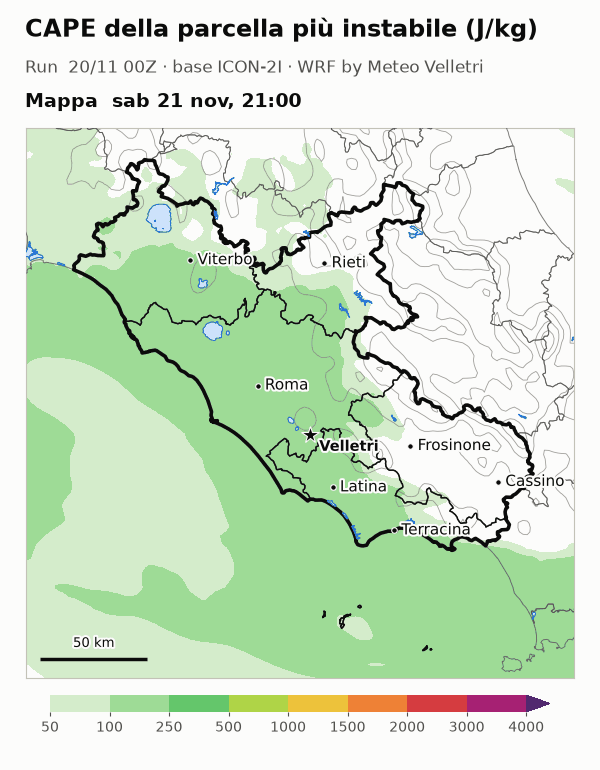 CAPE della parcella più instabile (J/kg)
Run  20/11 00Z · base ICON-2I · WRF by Meteo Velletri
Mappa  sab 21 nov, 21:00
Viterbo
Rieti
Roma
Velletri
Frosinone
Cassino
Latina
Terracina
50 km
50 100 250 500 1000 1500 2000 3000 4000